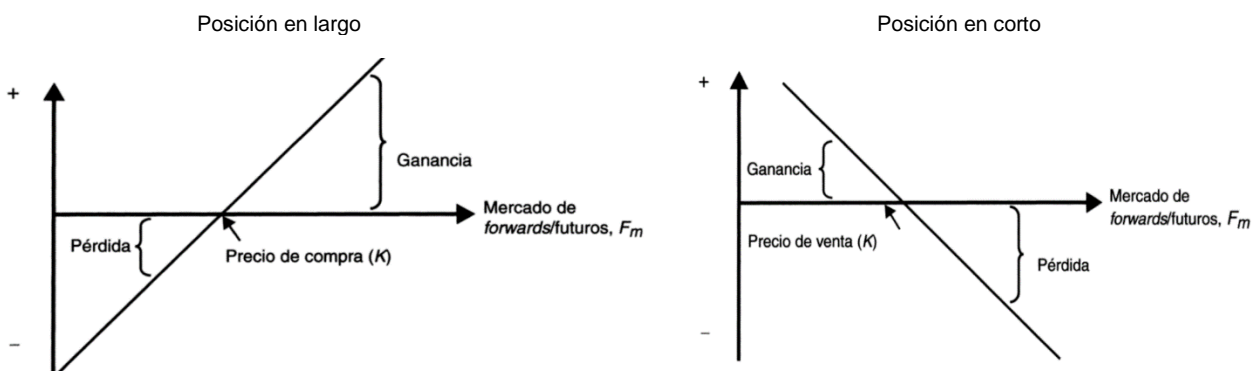 Posición en largo
+
Ganancia
Mercado de
forwards/futuros, Fm
Pérdida
Precio de compra (K)
–
Posición en corto
+
Ganancia
Mercado de
forwards/futuros, Fm
Precio de venta (K)
Pérdida
–